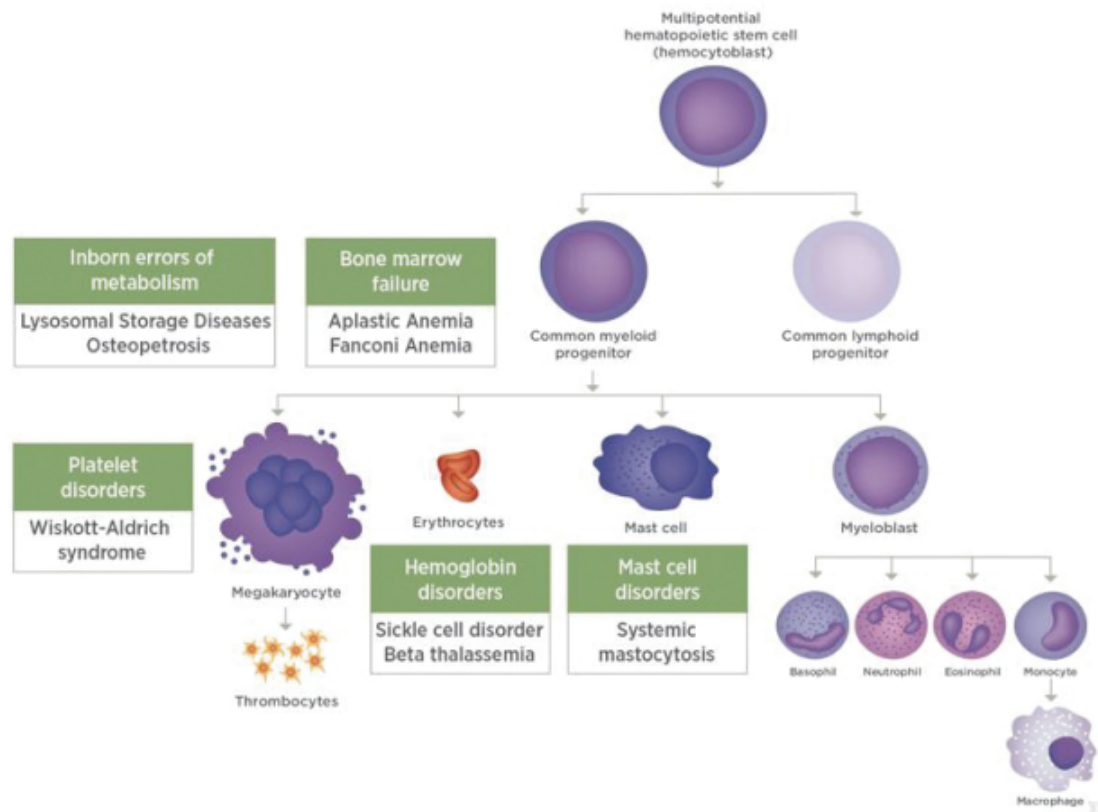 Multipotential
hematopoietic stem cell
(hemocytoblast)
Inborn errors of
metabolism
Lysosomal Storage Diseases
Osteopetrosis
Bone marrow
failure
Aplastic Anemia
Fanconi Anemia
Common myeloid
progenitor
Common lymphoid
progenitor
Platelet
disorders
Wiskott-Aldrich
syndrome
Megakaryocyte
Thrombocytes
Erythrocytes
Hemoglobin
disorders
Sickle cell disorder
Beta thalassemia
Mast cell
Mast cell
disorders
Systemic
mastocytosis
Myeloblast
Basophil
Neutrophil
Eosinophil
Monocyte
Macrophage